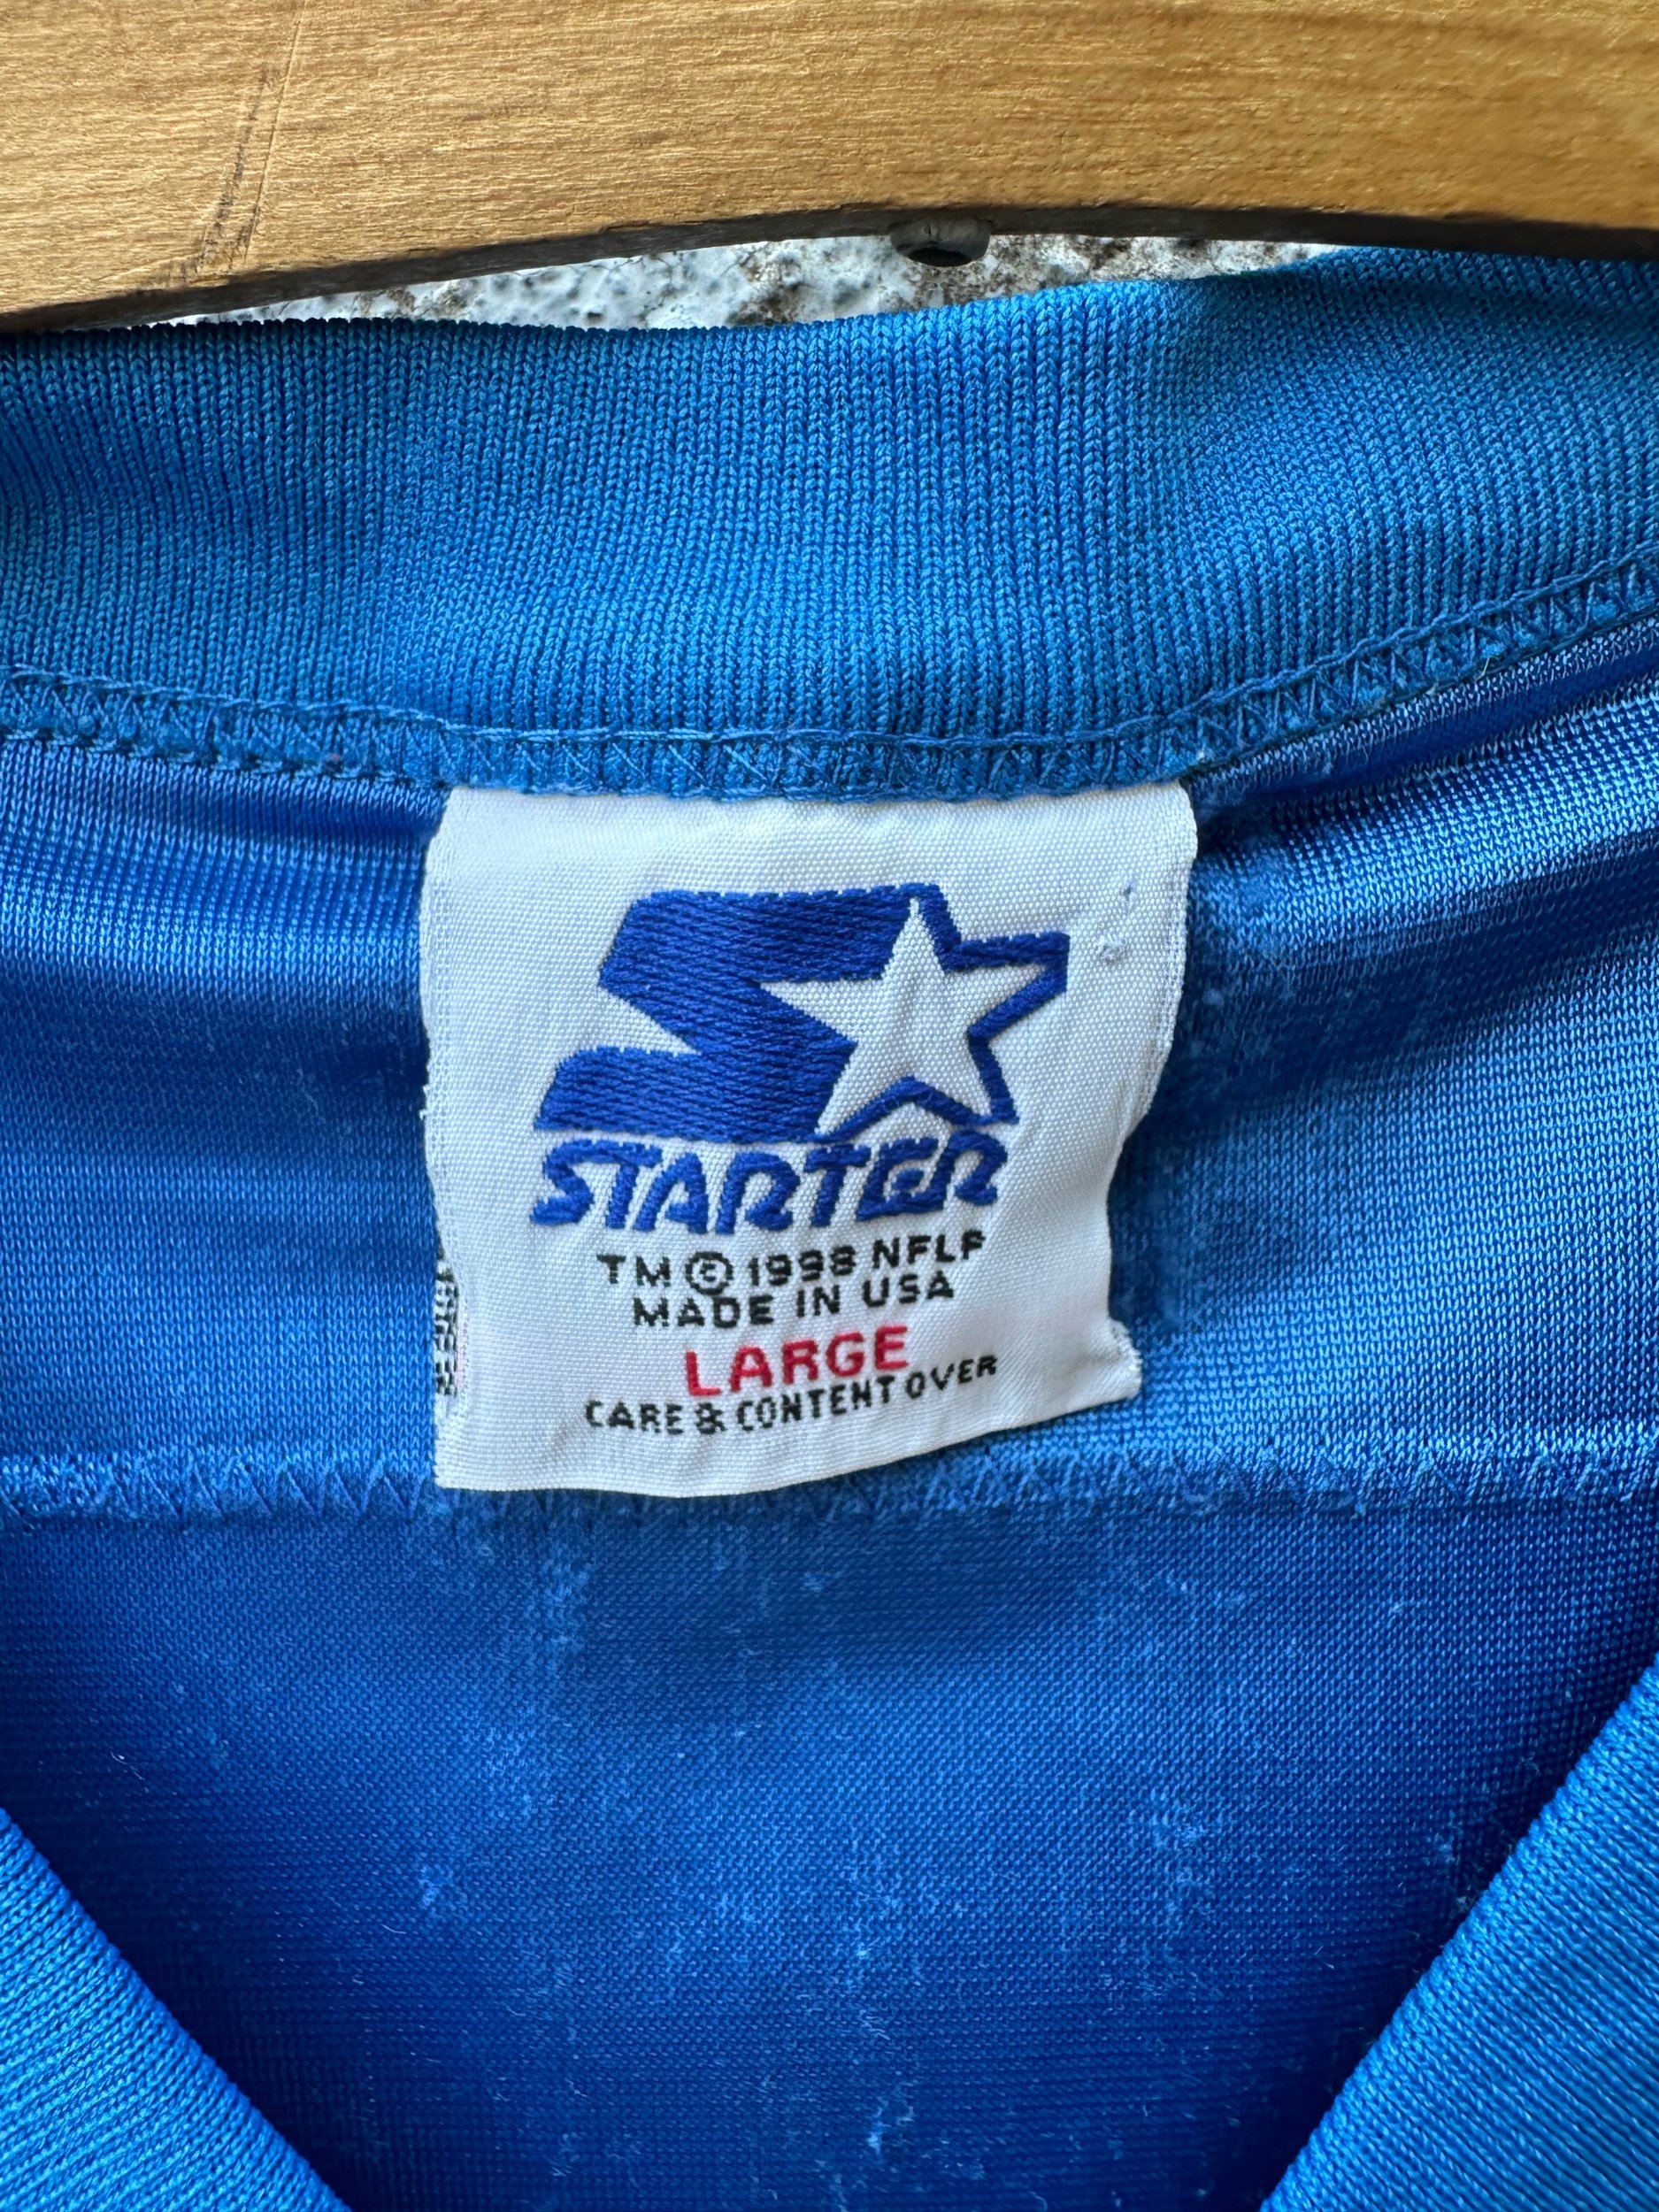 STARTER
TM © 1998 NFLP
MADE IN USA
LARGE
CARE & CONTENT OVER